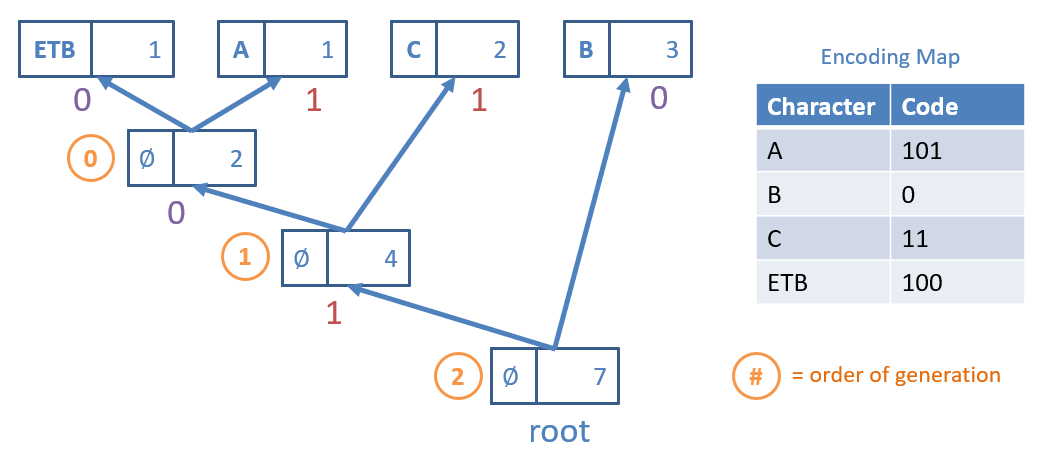 ETB 1
A 1
C 2
B 3
0
1
1
0
0
∅ 2
0
1
∅ 4
1
2
∅ 7
root
Encoding Map
Character Code
A 101
B 0
C 11
ETB 100
# = order of generation